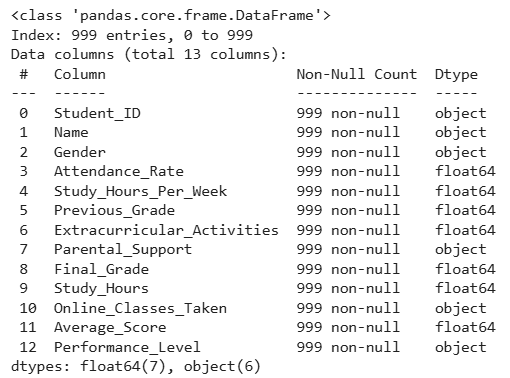 <class 'pandas.core.frame.DataFrame'>
Index: 999 entries, 0 to 999
Data columns (total 13 columns):
 #   Column                      Non-Null Count  Dtype
---  ------                      --------------  -----
 0   Student_ID                  999 non-null    object
 1   Name                        999 non-null    object
 2   Gender                      999 non-null    object
 3   Attendance_Rate             999 non-null    float64
 4   Study_Hours_Per_Week        999 non-null    float64
 5   Previous_Grade              999 non-null    float64
 6   Extracurricular_Activities  999 non-null    float64
 7   Parental_Support            999 non-null    object
 8   Final_Grade                 999 non-null    float64
 9   Study_Hours                 999 non-null    float64
 10  Online_Classes_Taken        999 non-null    object
 11  Average_Score               999 non-null    float64
 12  Performance_Level           999 non-null    object
dtypes: float64(7), object(6)